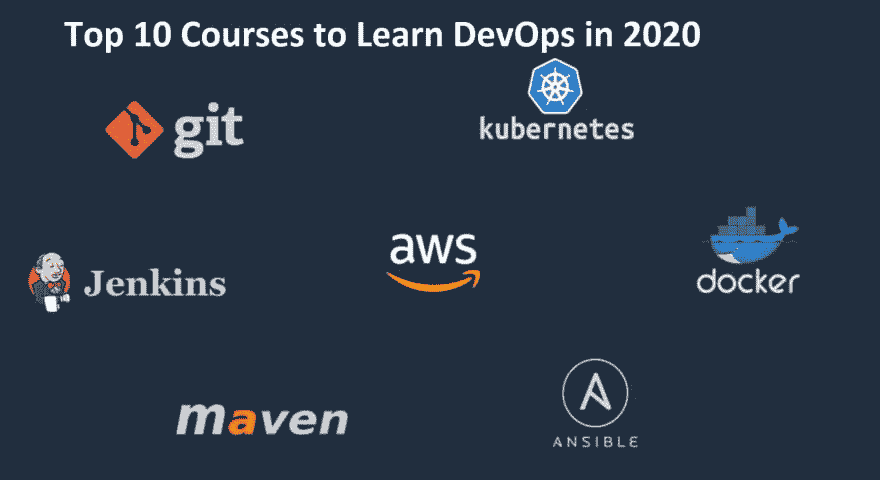 Top 10 Courses to Learn DevOps in 2020
git
kubernetes
Jenkins
aws
docker
maven
ANSIBLE